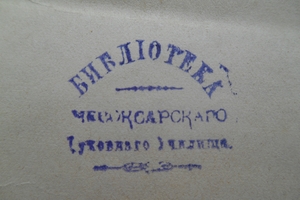 БИБЛІОТЕКА
ЧЕБОКСАРСКАГО
Духовнаго Училища.